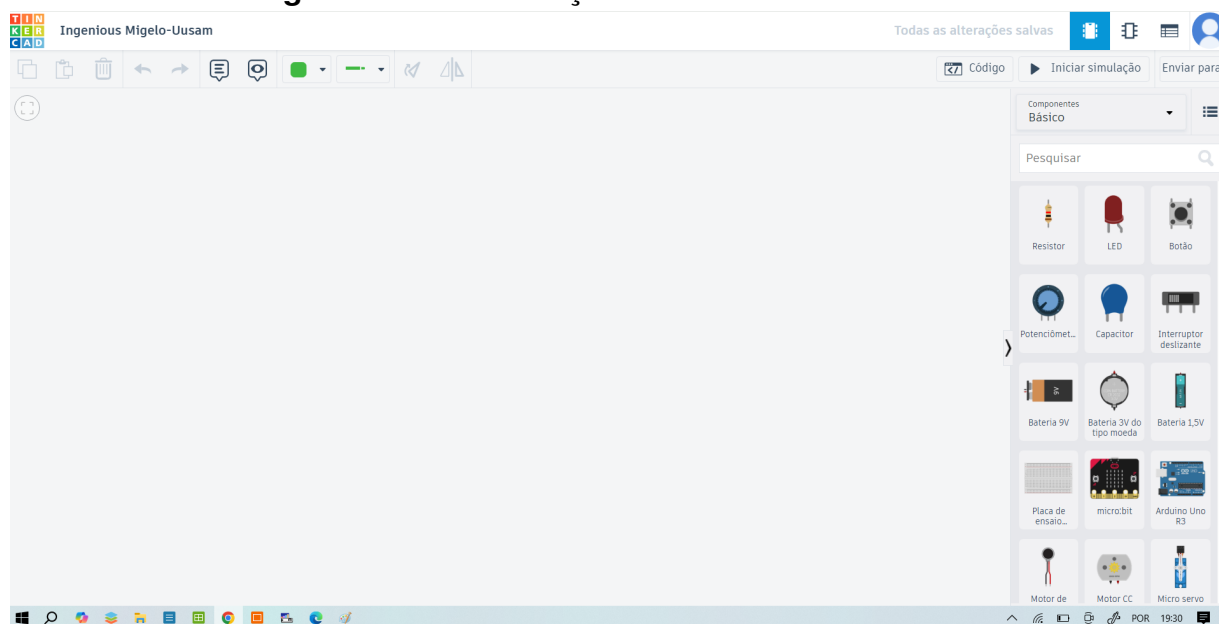 TIN
KER
CAD
Ingenious Migelo-Uusam
Todas as alterações salvas
Código
Iniciar simulação
Enviar para
Componentes
Básico
Pesquisar
Resistor
LED
Botão
Potenciômet...
Capacitor
Interruptor
deslizante
9V
Bateria 9V
Bateria 3V do
tipo moeda
Bateria 1,5V
Placa de
ensaio...
micro:bit
Arduino Uno
R3
Motor de
Motor CC
Micro servo
POR
19:30